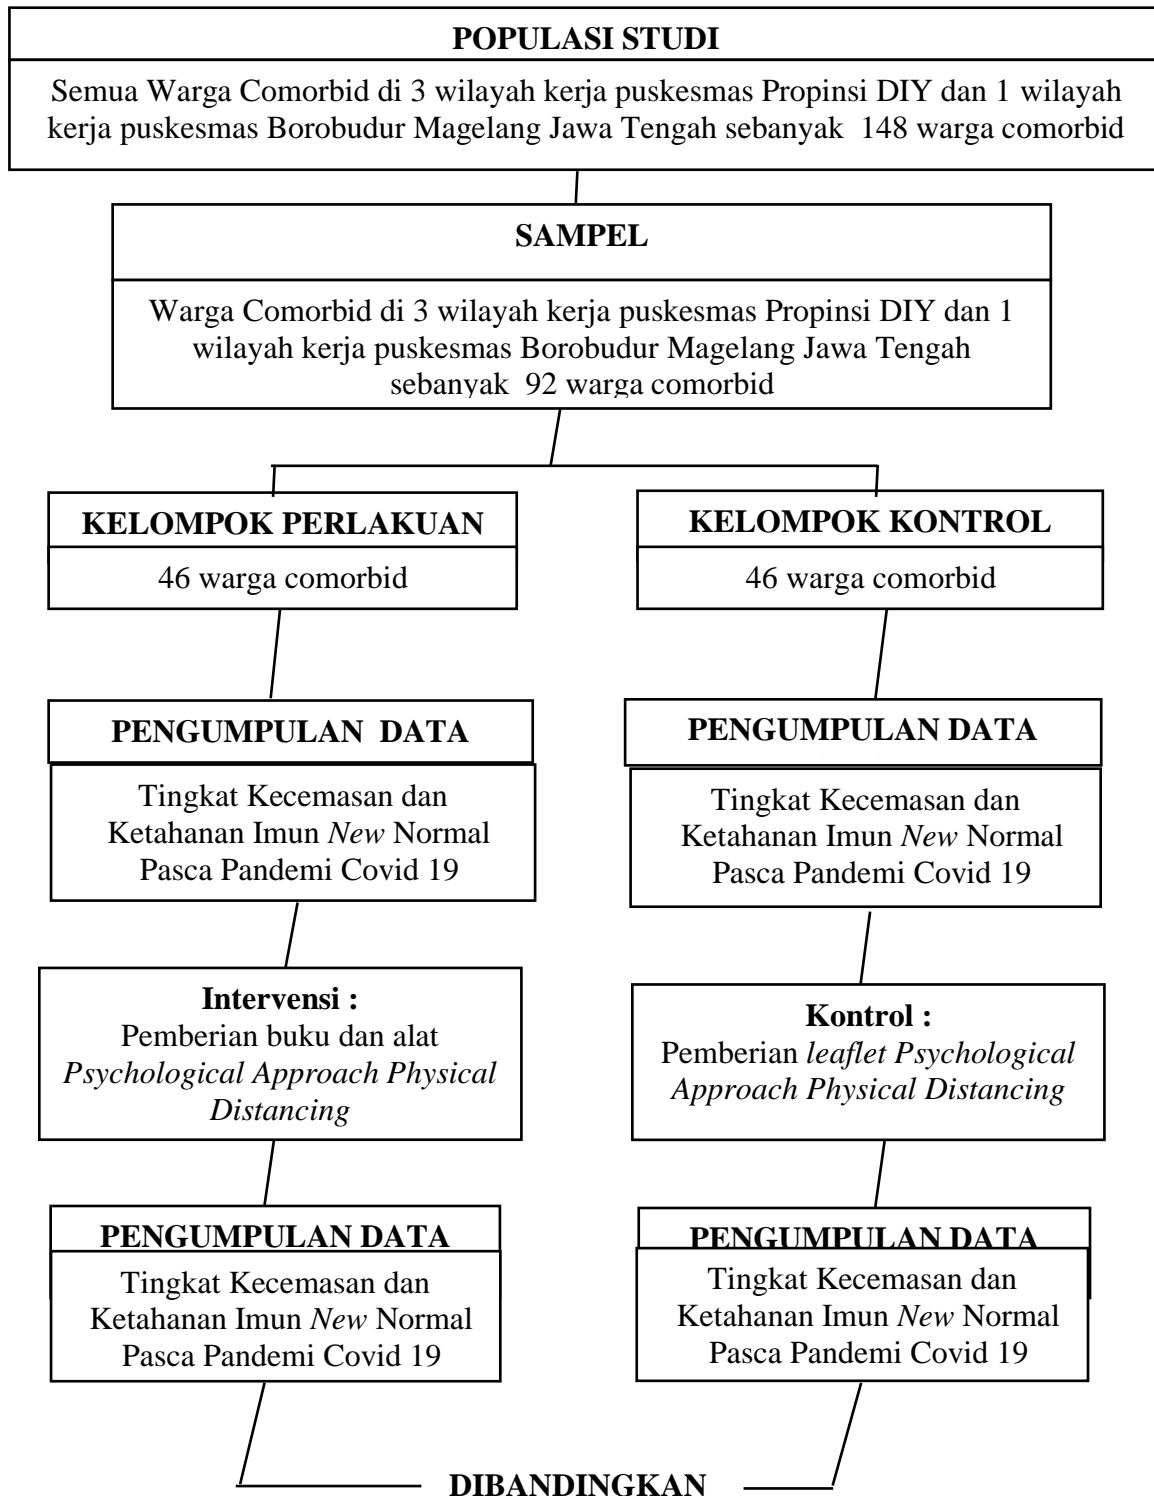 POPULASI STUDI
Semua Warga Comorbid di 3 wilayah kerja puskesmas Propinsi DIY dan 1 wilayah
kerja puskesmas Borobudur Magelang Jawa Tengah sebanyak 148 warga comorbid
SAMPEL
Warga Comorbid di 3 wilayah kerja puskesmas Propinsi DIY dan 1
wilayah kerja puskesmas Borobudur Magelang Jawa Tengah
sebanyak 92 warga comorbid
KELOMPOK PERLAKUAN
46 warga comorbid
KELOMPOK KONTROL
46 warga comorbid
PENGUMPULAN DATA
Tingkat Kecemasan dan
Ketahanan Imun New Normal
Pasca Pandemi Covid 19
PENGUMPULAN DATA
Tingkat Kecemasan dan
Ketahanan Imun New Normal
Pasca Pandemi Covid 19
Intervensi :
Pemberian buku dan alat
Psychological Approach Physical
Distancing
Kontrol :
Pemberian leaflet Psychological
Approach Physical Distancing
PENGUMPULAN DATA
Tingkat Kecemasan dan
Ketahanan Imun New Normal
Pasca Pandemi Covid 19
PENGUMPULAN DATA
Tingkat Kecemasan dan
Ketahanan Imun New Normal
Pasca Pandemi Covid 19
DIBANDINGKAN